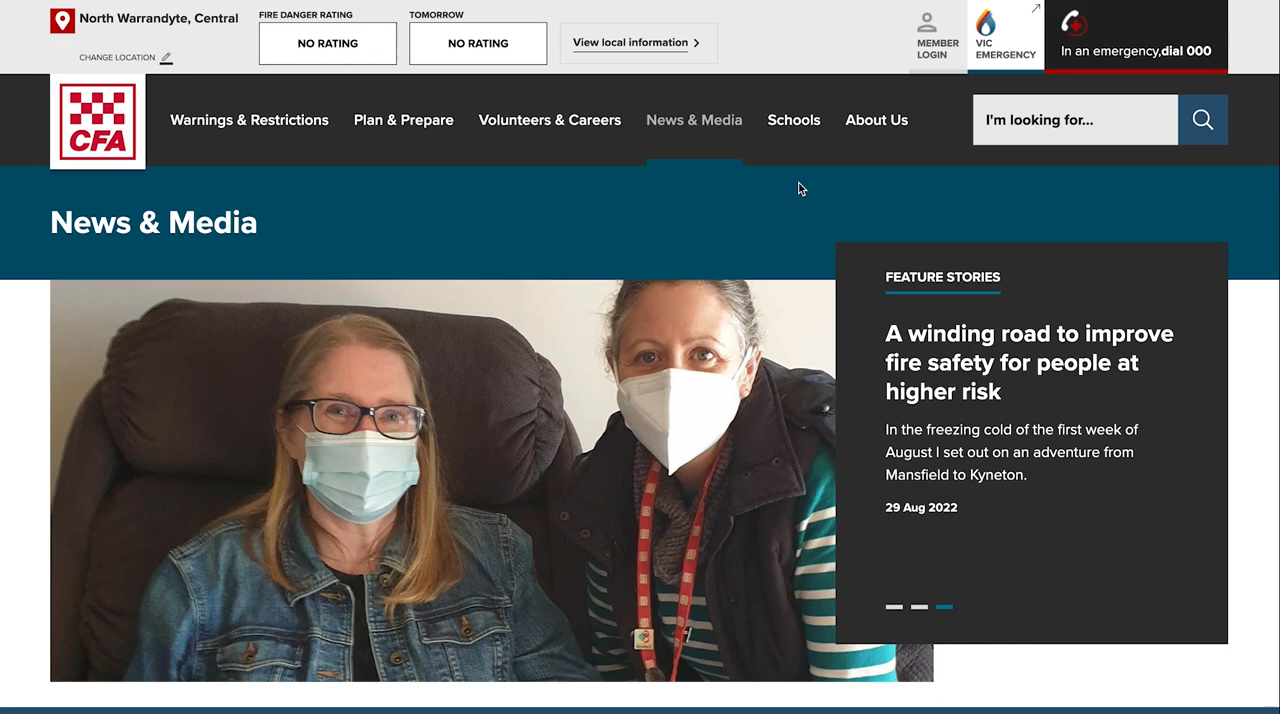 North Warrandyte, Central
CHANGE LOCATION
FIRE DANGER RATING
NO RATING
TOMORROW
NO RATING
View local information
MEMBER
LOGIN
VIC
EMERGENCY
In an emergency,dial 000
CFA
Warnings & Restrictions
Plan & Prepare
Volunteers & Careers
News & Media
Schools
About Us
I'm looking for...
News & Media
FEATURE STORIES
A winding road to improve
fire safety for people at
higher risk
In the freezing cold of the first week of
August I set out on an adventure from
Mansfield to Kyneton.
29 Aug 2022